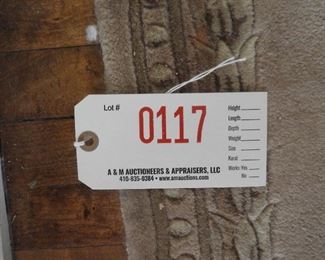 Lot #
0117
Height
Length
Depth
Weight
Size
Karat
Works: Yes
No
A & M AUCTIONEERS & APPRAISERS, LLC
410-835-0384 • www.amauctions.com